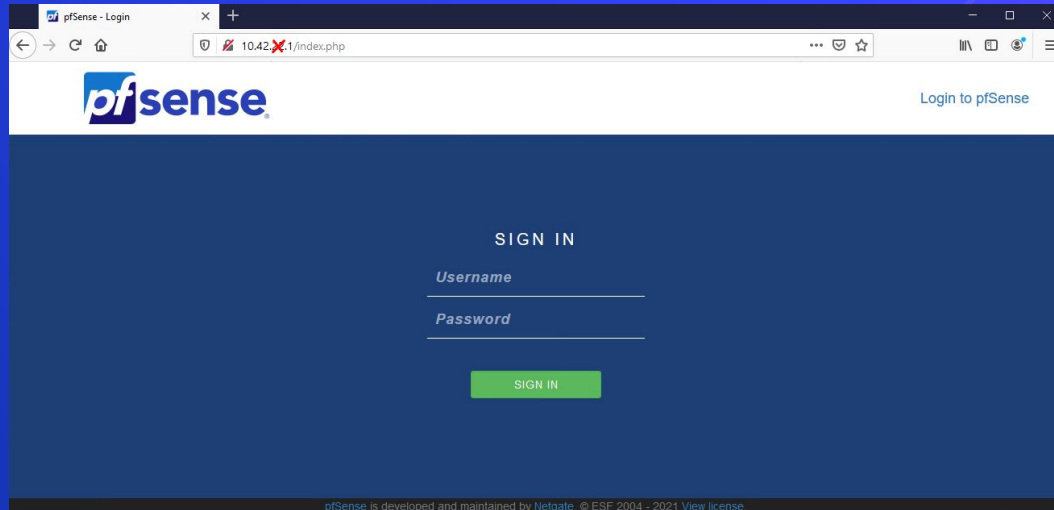 pfSense - Login
10.42.X.1/index.php
pfsense®
Login to pfSense
SIGN IN
Username
Password
SIGN IN
pfSense is developed and maintained by Netgate. © ESF 2004 - 2021 View license